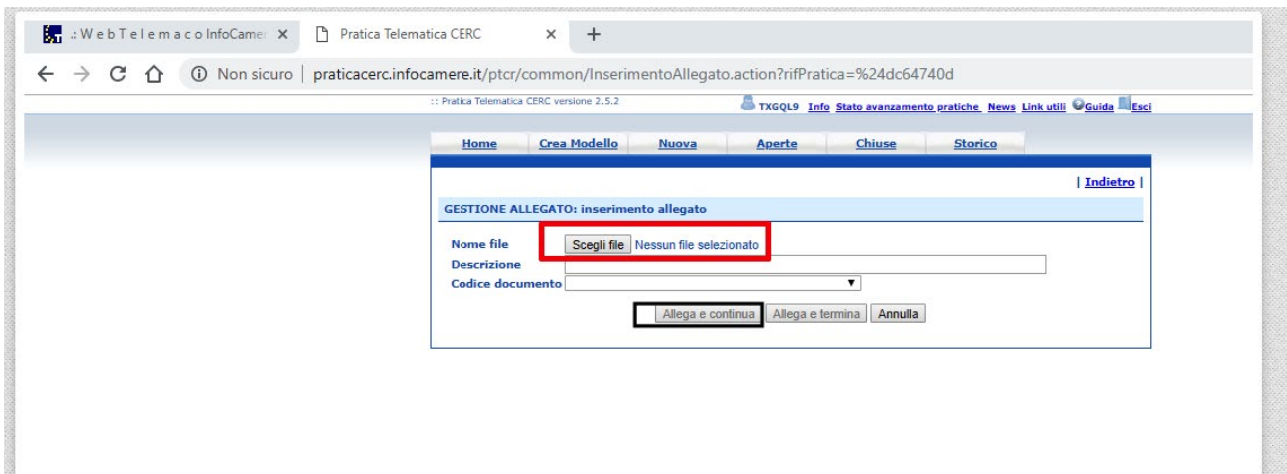 .: W e b T e l e m a c o InfoCamer
Pratica Telematica CERC
Non sicuro | praticacerc.infocamere.it/ptcr/common/InserimentoAllegato.action?rifPratica=%24dc64740d
:: Pratica Telematica CERC versione 2.5.2
TXGQL9 Info Stato avanzamento pratiche News Link utili Guida Esci
Home Crea Modello Nuova Aperte Chiuse Storico
| Indietro |
GESTIONE ALLEGATO: inserimento allegato
Nome file Scegli file Nessun file selezionato
Descrizione
Codice documento
Allega e continua Allega e termina Annulla